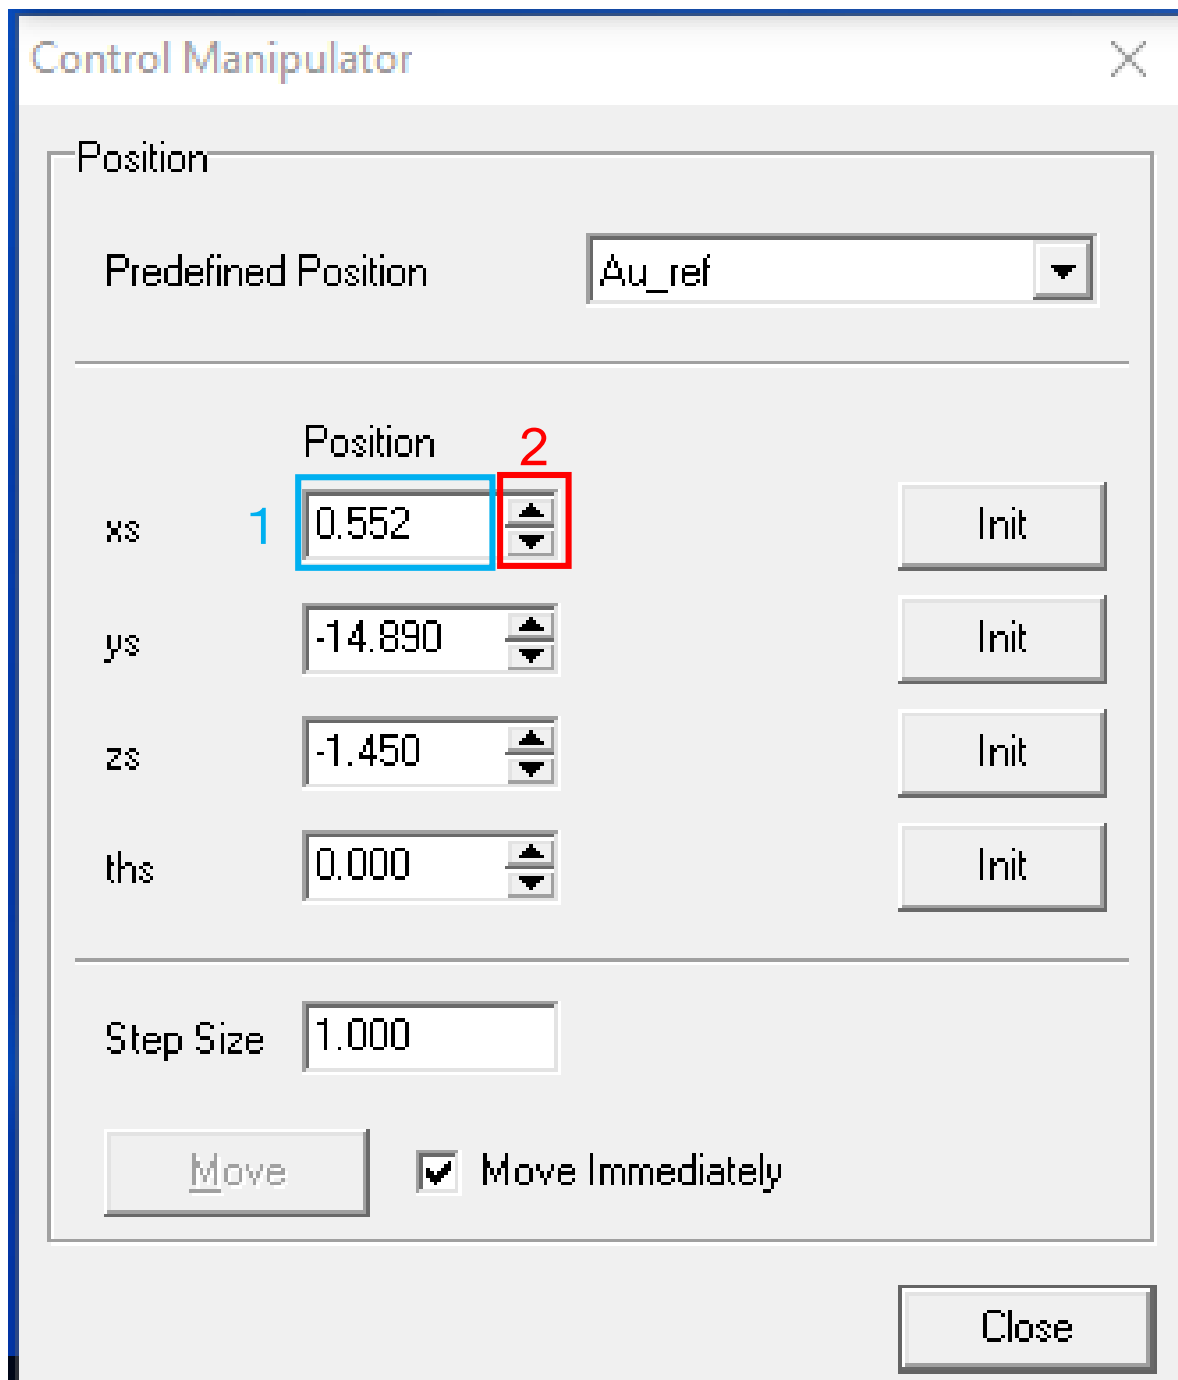 Control Manipulator
Position
Predefined Position Au_ref
Position 2
xs 1 0.552 Init
ys -14.890 Init
zs -1.450 Init
ths 0.000 Init
Step Size 1.000
Move Move Immediately
Close